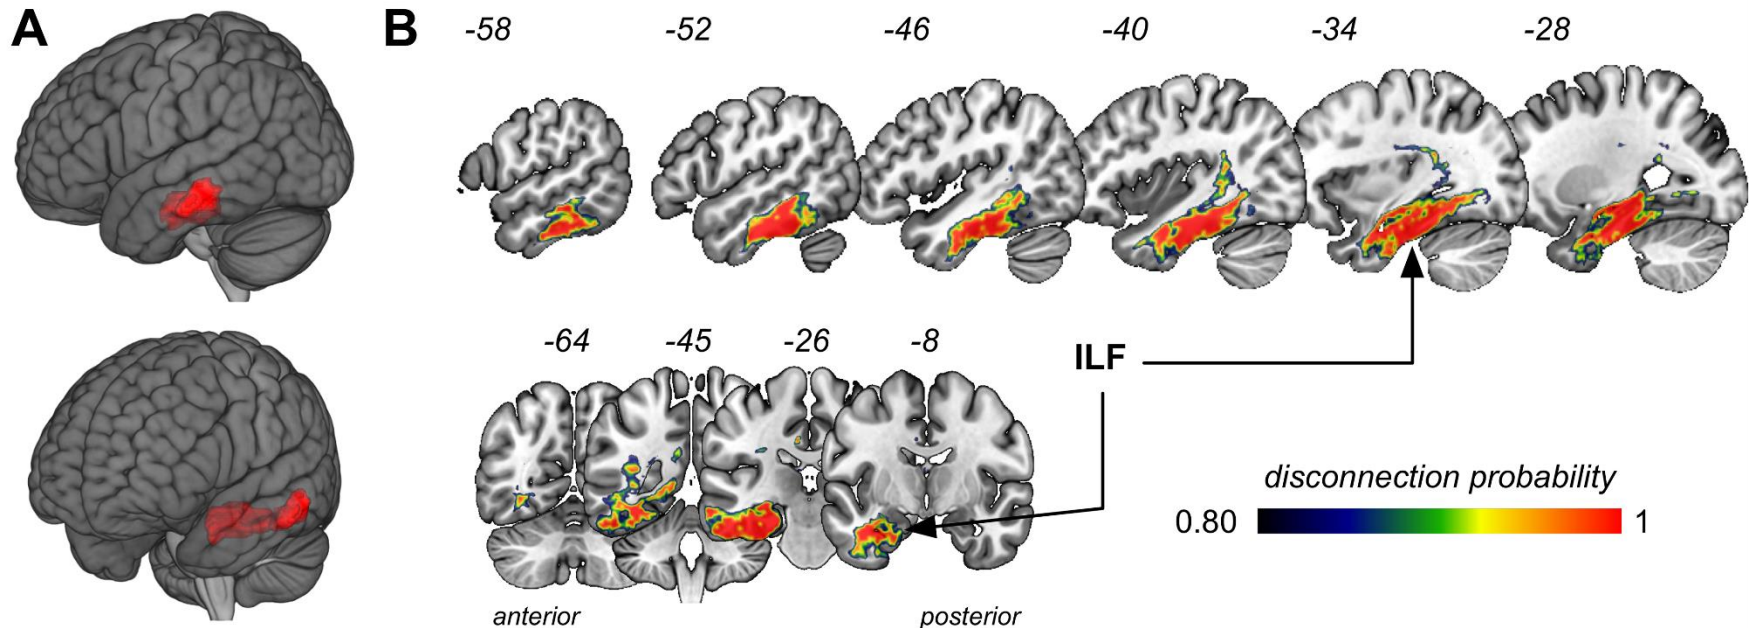 A B -58 -52 -46 -40 -34 -28
-64 -45 -26 -8
ILF
disconnection probability
0.80 1
anterior posterior